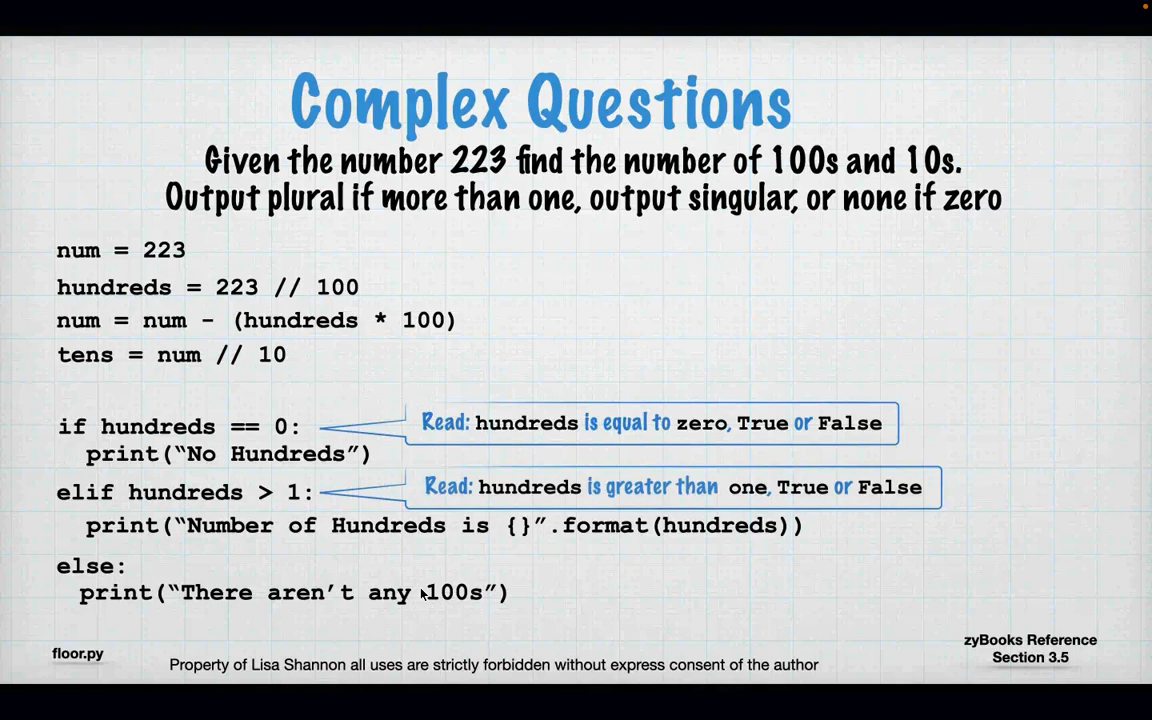 Complex Questions
Given the number 223 find the number of 100s and 10s.
Output plural if more than one, output singular, or none if zero
num = 223
hundreds = 223 // 100
num = num - (hundreds * 100)
tens = num // 10
if hundreds == 0:
Read: hundreds is equal to zero, True or False
print(“No Hundreds”)
elif hundreds > 1:
Read: hundreds is greater than one, True or False
print(“Number of Hundreds is {}”.format(hundreds))
else:
print(“There aren’t any 100s”)
floor.py
Property of Lisa Shannon all uses are strictly forbidden without express consent of the author
zyBooks Reference
Section 3.5